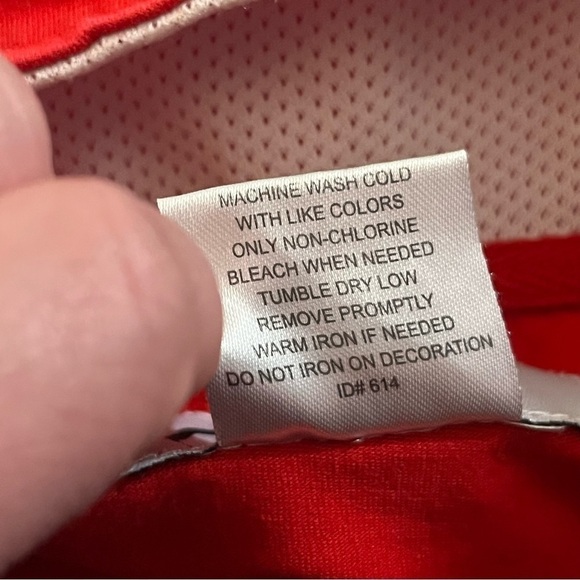 MACHINE WASH COLD
WITH LIKE COLORS
ONLY NON-CHLORINE
BLEACH WHEN NEEDED
TUMBLE DRY LOW
REMOVE PROMPTLY
WARM IRON IF NEEDED
DO NOT IRON ON DECORATION
ID# 614